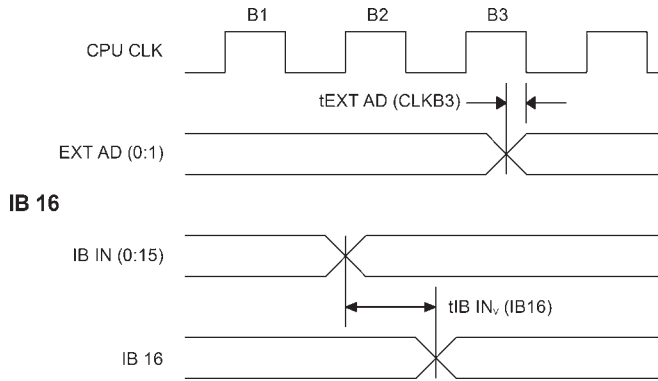 B1 B2 B3
CPU CLK
tEXT AD (CLKB3)
EXT AD (0:1)
IB 16
IB IN (0:15)
tIB INv (IB16)
IB 16